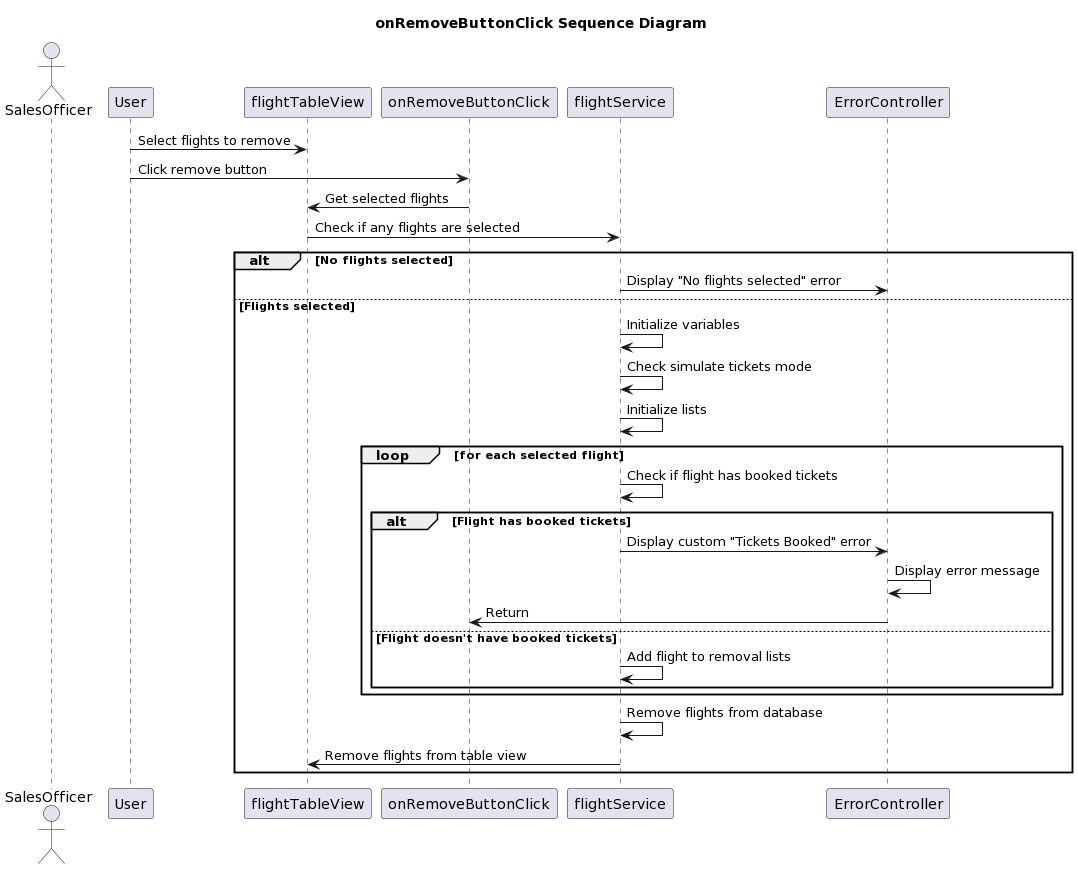 onRemoveButtonClick Sequence Diagram
SalesOfficer
User
flightTableView
onRemoveButtonClick
flightService
ErrorController
Select flights to remove
Click remove button
Get selected flights
Check if any flights are selected
alt
[No flights selected]
Display "No flights selected" error
[Flights selected]
Initialize variables
Check simulate tickets mode
Initialize lists
loop
[for each selected flight]
Check if flight has booked tickets
alt
[Flight has booked tickets]
Display custom "Tickets Booked" error
Display error message
Return
[Flight doesn't have booked tickets]
Add flight to removal lists
Remove flights from database
Remove flights from table view
SalesOfficer
User
flightTableView
onRemoveButtonClick
flightService
ErrorController